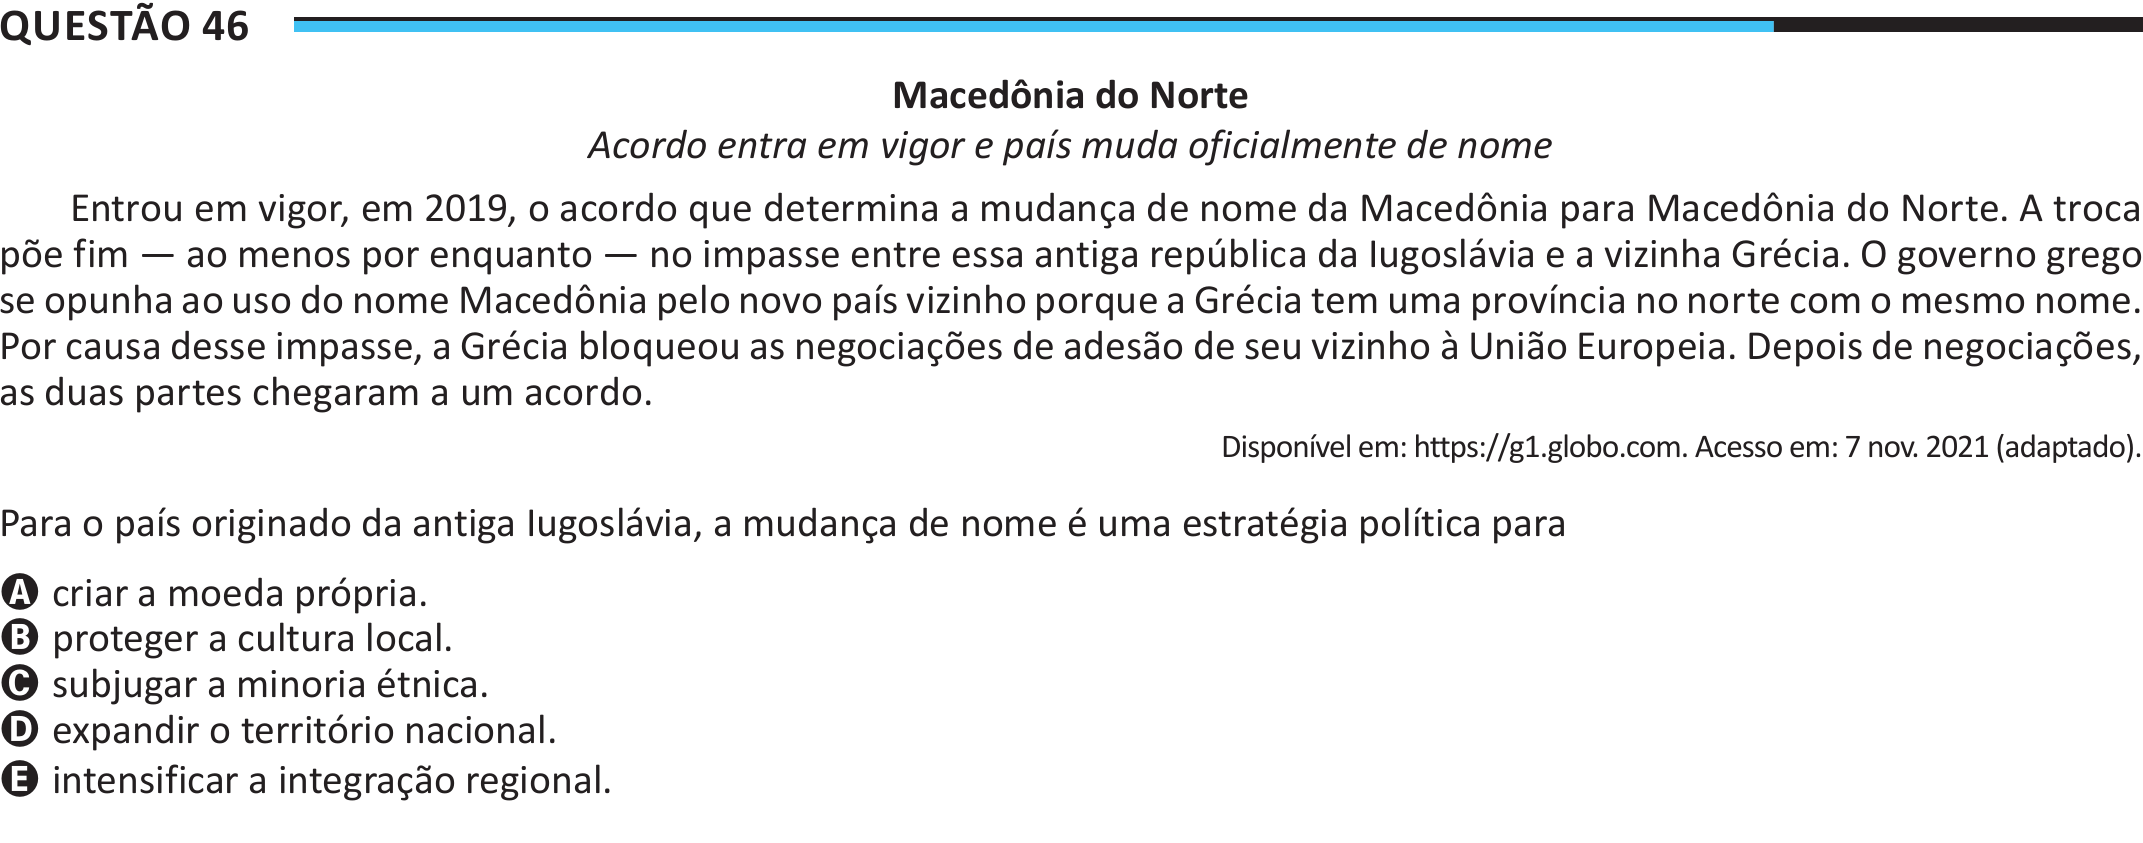 QUESTÃO 46
Macedônia do Norte
Acordo entra em vigor e país muda oficialmente de nome
Entrou em vigor, em 2019, o acordo que determina a mudança de nome da Macedônia para Macedônia do Norte. A troca
põe fim — ao menos por enquanto — no impasse entre essa antiga república da Iugoslávia e a vizinha Grécia. O governo grego
se opunha ao uso do nome Macedônia pelo novo país vizinho porque a Grécia tem uma província no norte com o mesmo nome.
Por causa desse impasse, a Grécia bloqueou as negociações de adesão de seu vizinho à União Europeia. Depois de negociações,
as duas partes chegaram a um acordo.
Disponível em: https://g1.globo.com. Acesso em: 7 nov. 2021 (adaptado).
Para o país originado da antiga Iugoslávia, a mudança de nome é uma estratégia política para
A criar a moeda própria.
B proteger a cultura local.
C subjugar a minoria étnica.
D expandir o território nacional.
E intensificar a integração regional.